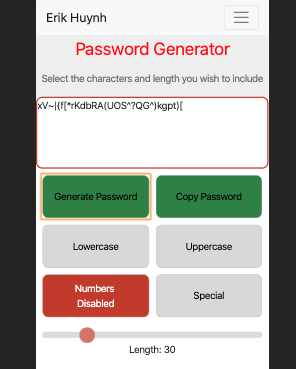 Erik Huynh
Password Generator
Select the characters and length you wish to include
xV~|{f[*rKdbRA(UOS^?QG^)kgpt)[
Generate Password
Copy Password
Lowercase
Uppercase
Numbers
Disabled
Special
Length: 30